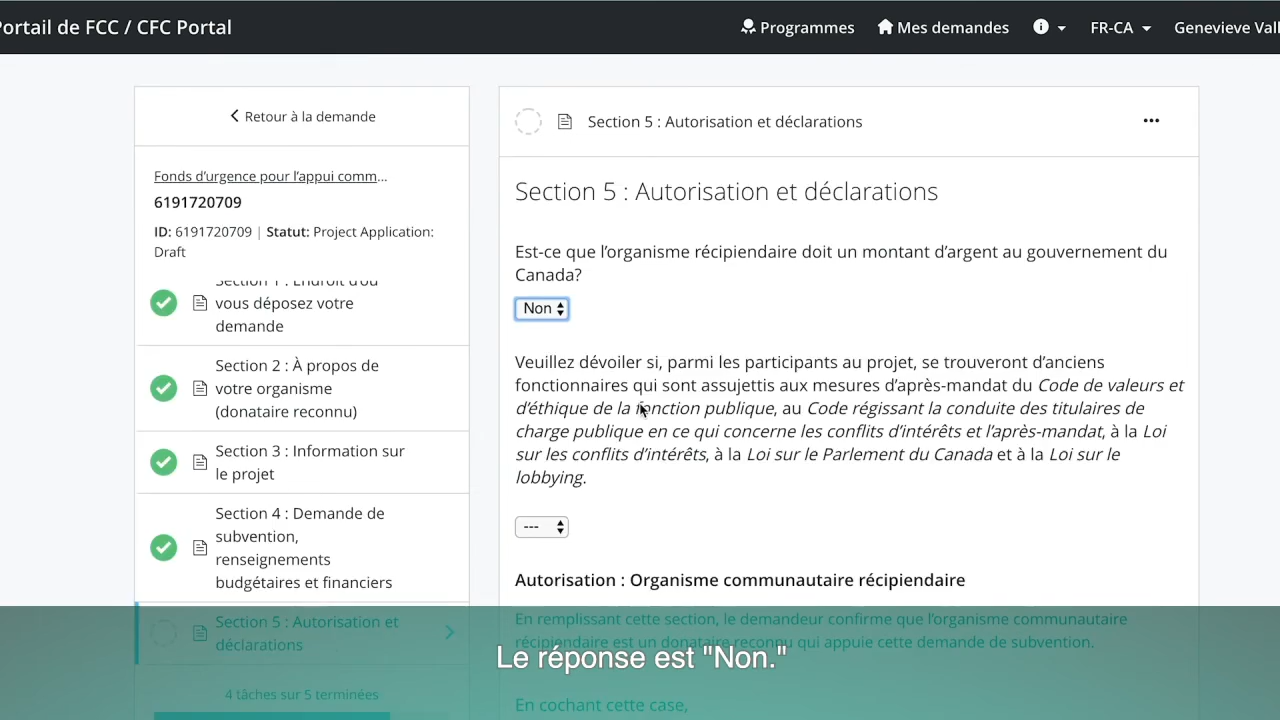 Portail de FCC / CFC Portal
Programmes
Mes demandes
FR-CA
Genevieve Vall
Retour à la demande
Fonds d'urgence pour l'appui comm...
6191720709
ID: 6191720709 | Statut: Project Application:
Draft
Section 1 : Endroit d'où
vous déposez votre
demande
Section 2 : À propos de
votre organisme
(donataire reconnu)
Section 3 : Information sur
le projet
Section 4 : Demande de
subvention,
renseignements
budgétaires et financiers
Section 5 : Autorisation et
déclarations
4 tâches sur 5 terminées
Section 5 : Autorisation et déclarations
...
Section 5 : Autorisation et déclarations
Est-ce que l'organisme récipiendaire doit un montant d'argent au gouvernement du
Canada?
Non
Veuillez dévoiler si, parmi les participants au projet, se trouveront d'anciens
fonctionnaires qui sont assujettis aux mesures d'après-mandat du Code de valeurs et
d'éthique de la fonction publique, au Code régissant la conduite des titulaires de
charge publique en ce qui concerne les conflits d'intérêts et l'après-mandat, à la Loi
sur les conflits d'intérêts, à la Loi sur le Parlement du Canada et à la Loi sur le
lobbying.
---
Autorisation : Organisme communautaire récipiendaire
En remplissant cette section, le demandeur confirme que l'organisme communautaire
récipiendaire est un donataire reconnu qui appuie cette demande de subvention.
En cochant cette case,
Le réponse est "Non."